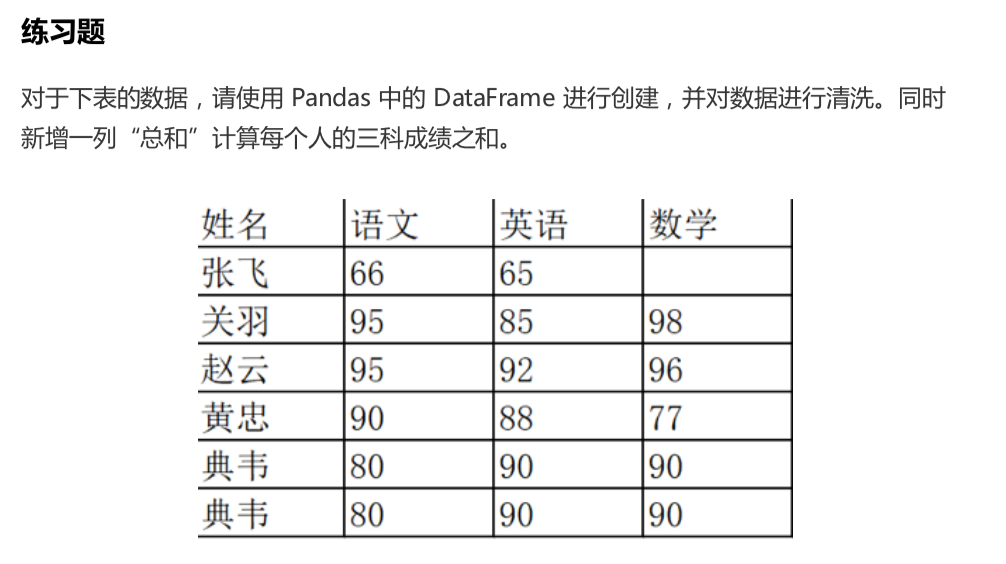 练习题
对于下表的数据，请使用 Pandas 中的 DataFrame 进行创建，并对数据进行清洗。同时
新增一列“总和”计算每个人的三科成绩之和。
姓名 语文 英语 数学
张飞 66 65
关羽 95 85 98
赵云 95 92 96
黄忠 90 88 77
典韦 80 90 90
典韦 80 90 90